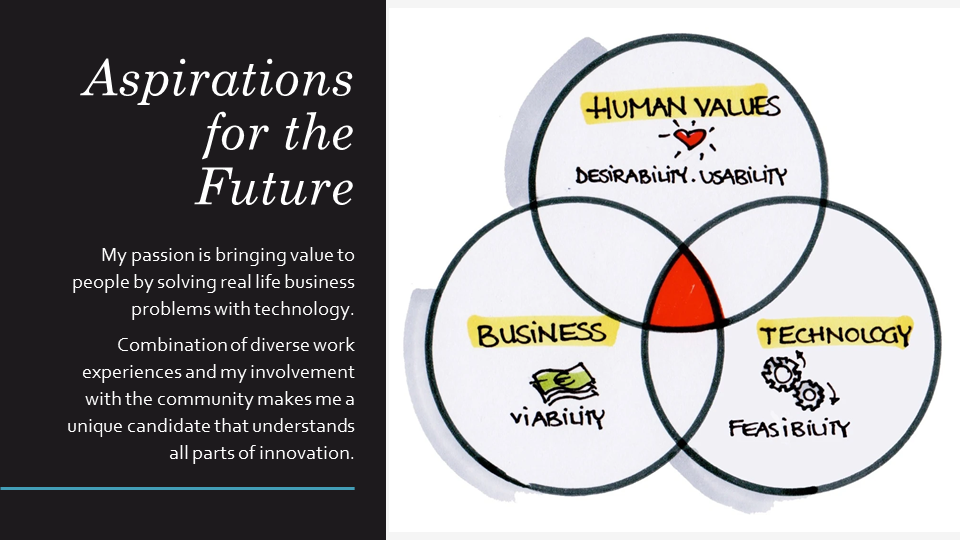 Aspirations
for the
Future
My passion is bringing value to
people by solving real life business
problems with technology.
Combination of diverse work
experiences and my involvement
with the community makes me a
unique candidate that understands
all parts of innovation.
HUMAN VALUES
DESIRABILITY. USABILITY
BUSINESS
VIABILITY
TECHNOLOGY
FEASIBILITY